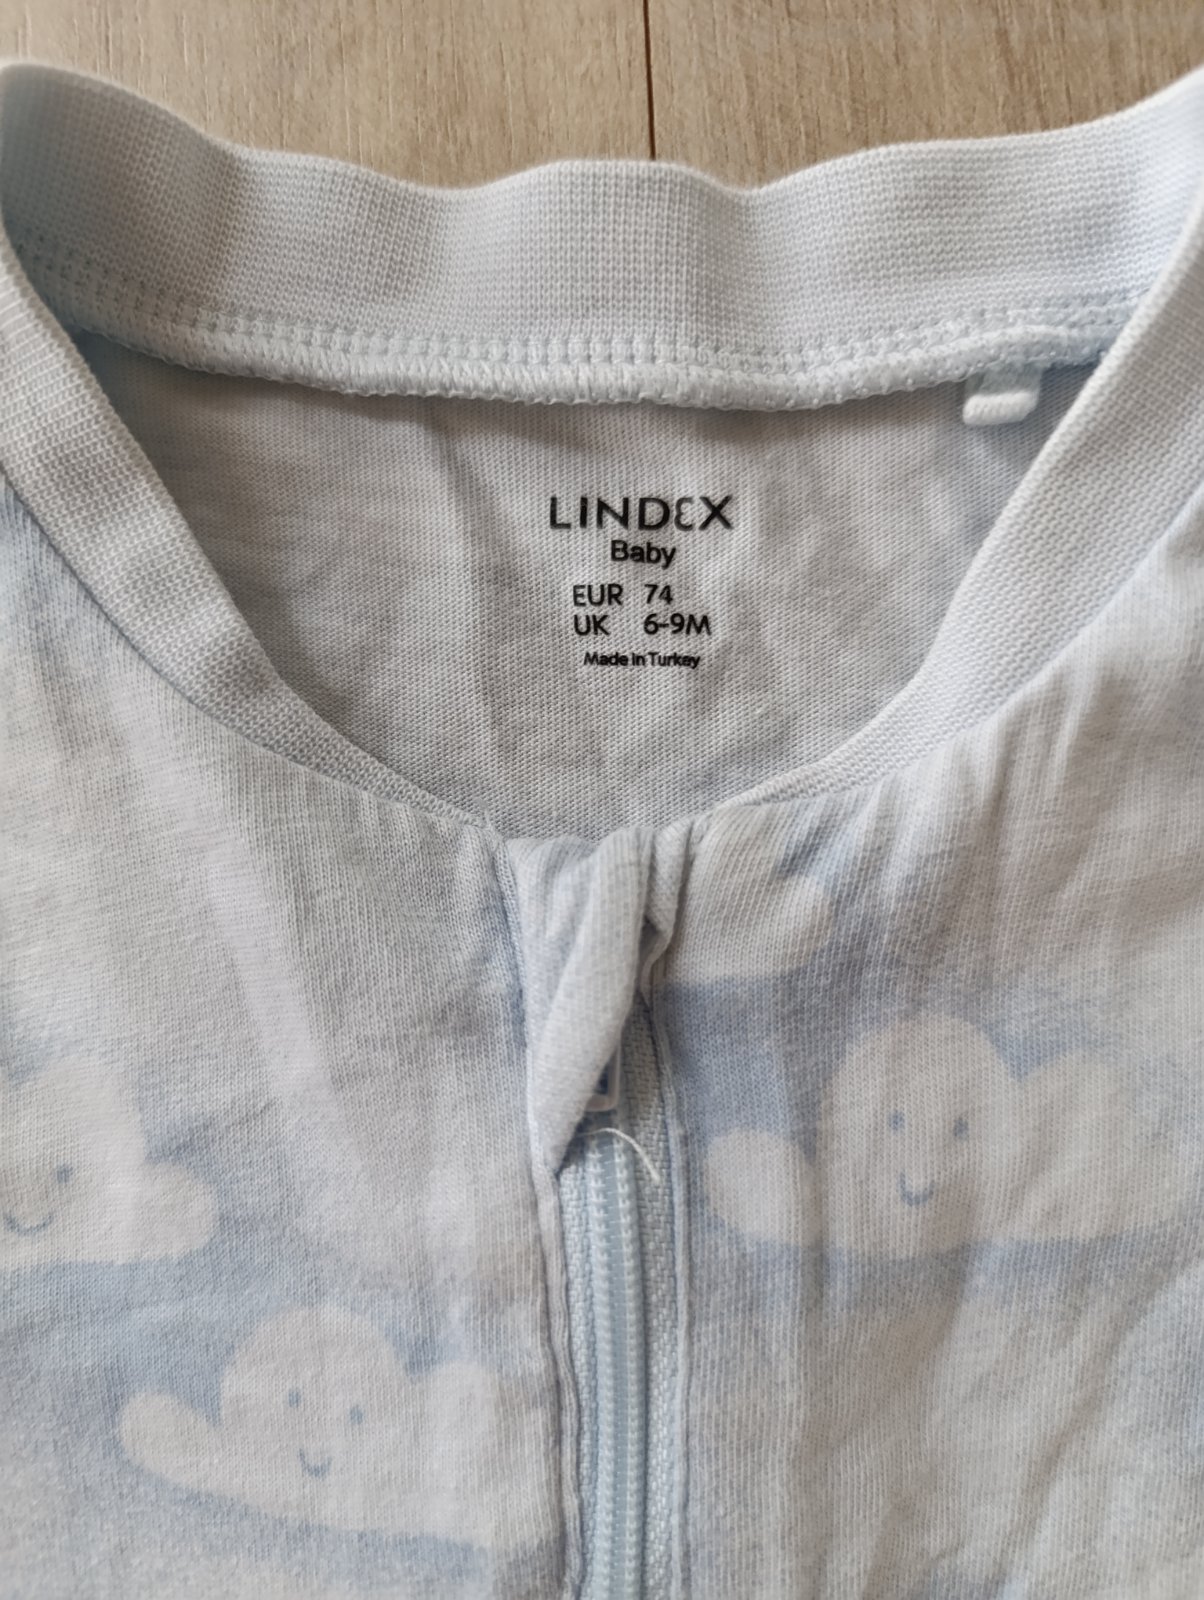 LINDEX
Baby
EUR 74
UK 6-9M
Made in Turkey